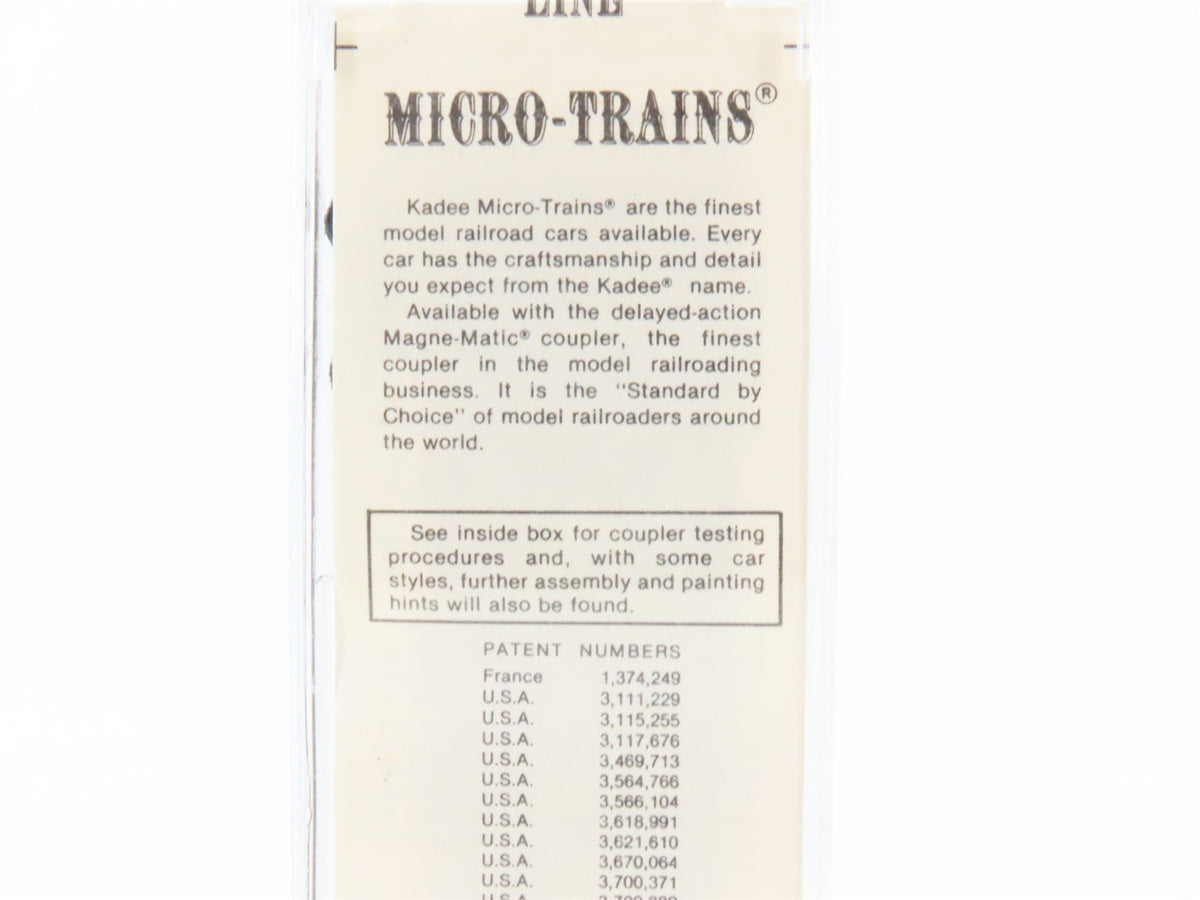 LINE
MICRO-TRAINS®
Kadee Micro-Trains® are the finest
model railroad cars available. Every
car has the craftsmanship and detail
you expect from the Kadee® name.
Available with the delayed-action
Magne-Matic® coupler, the finest
coupler in the model railroading
business. It is the "Standard by
Choice" of model railroaders around
the world.
See inside box for coupler testing
procedures and, with some car
styles, further assembly and painting
hints will also be found.
PATENT NUMBERS
France 1,374,249
U.S.A. 3,111,229
U.S.A. 3,115,255
U.S.A. 3,117,676
U.S.A. 3,469,713
U.S.A. 3,564,766
U.S.A. 3,566,104
U.S.A. 3,618,991
U.S.A. 3,621,610
U.S.A. 3,670,064
U.S.A. 3,700,371
U.S.A.